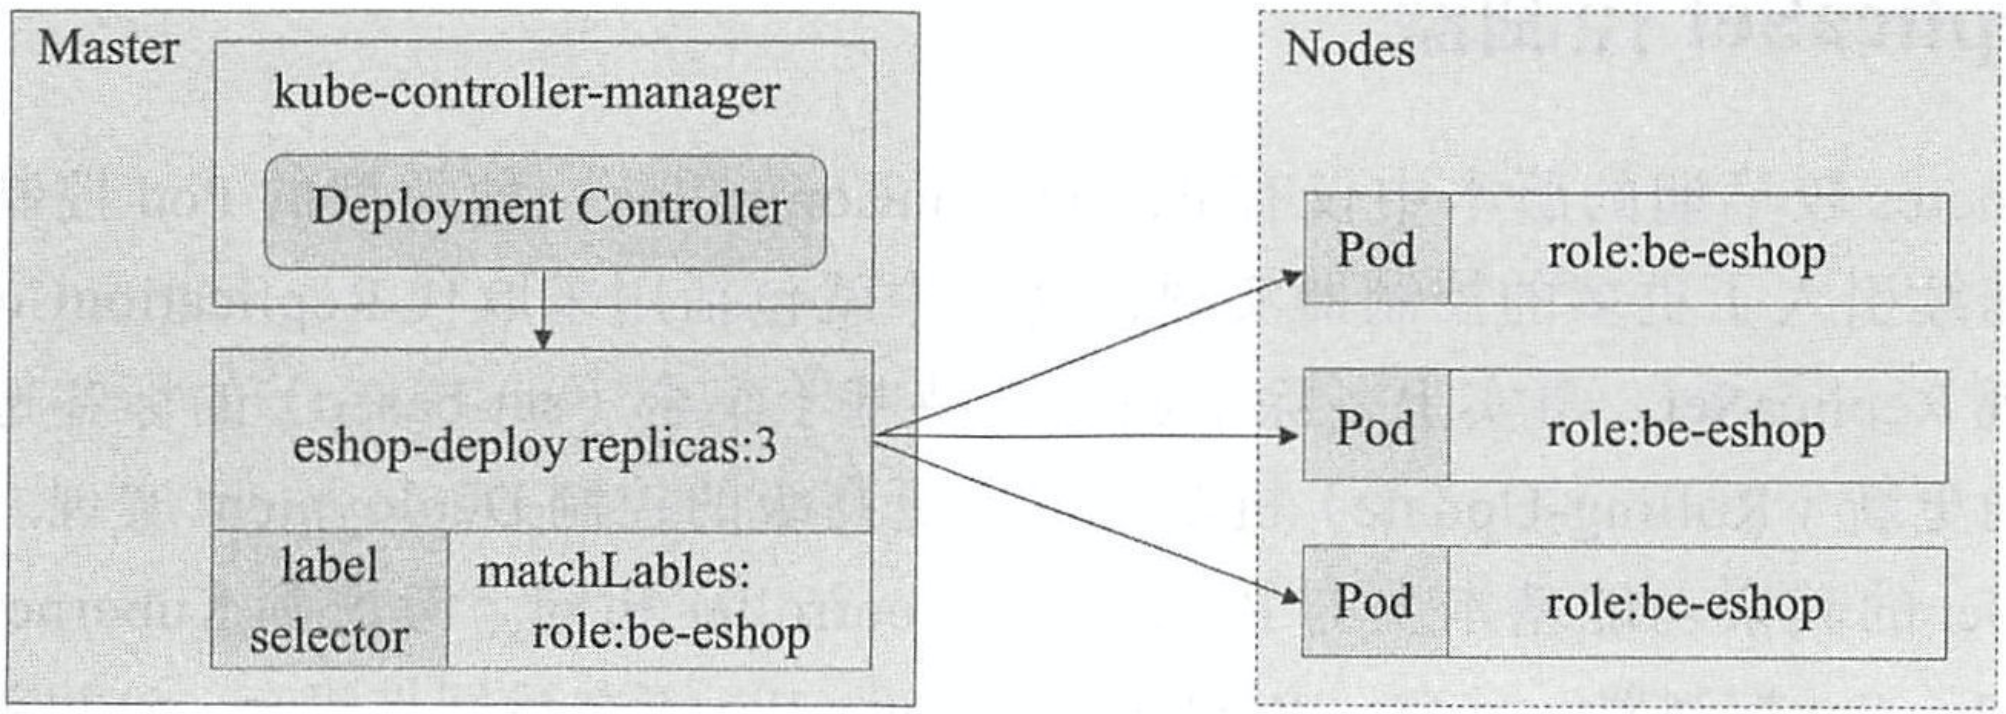 Master
kube-controller-manager
Deployment Controller
eshop-deploy replicas:3
label
selector
matchLables:
role:be-eshop
Nodes
Pod role:be-eshop
Pod role:be-eshop
Pod role:be-eshop